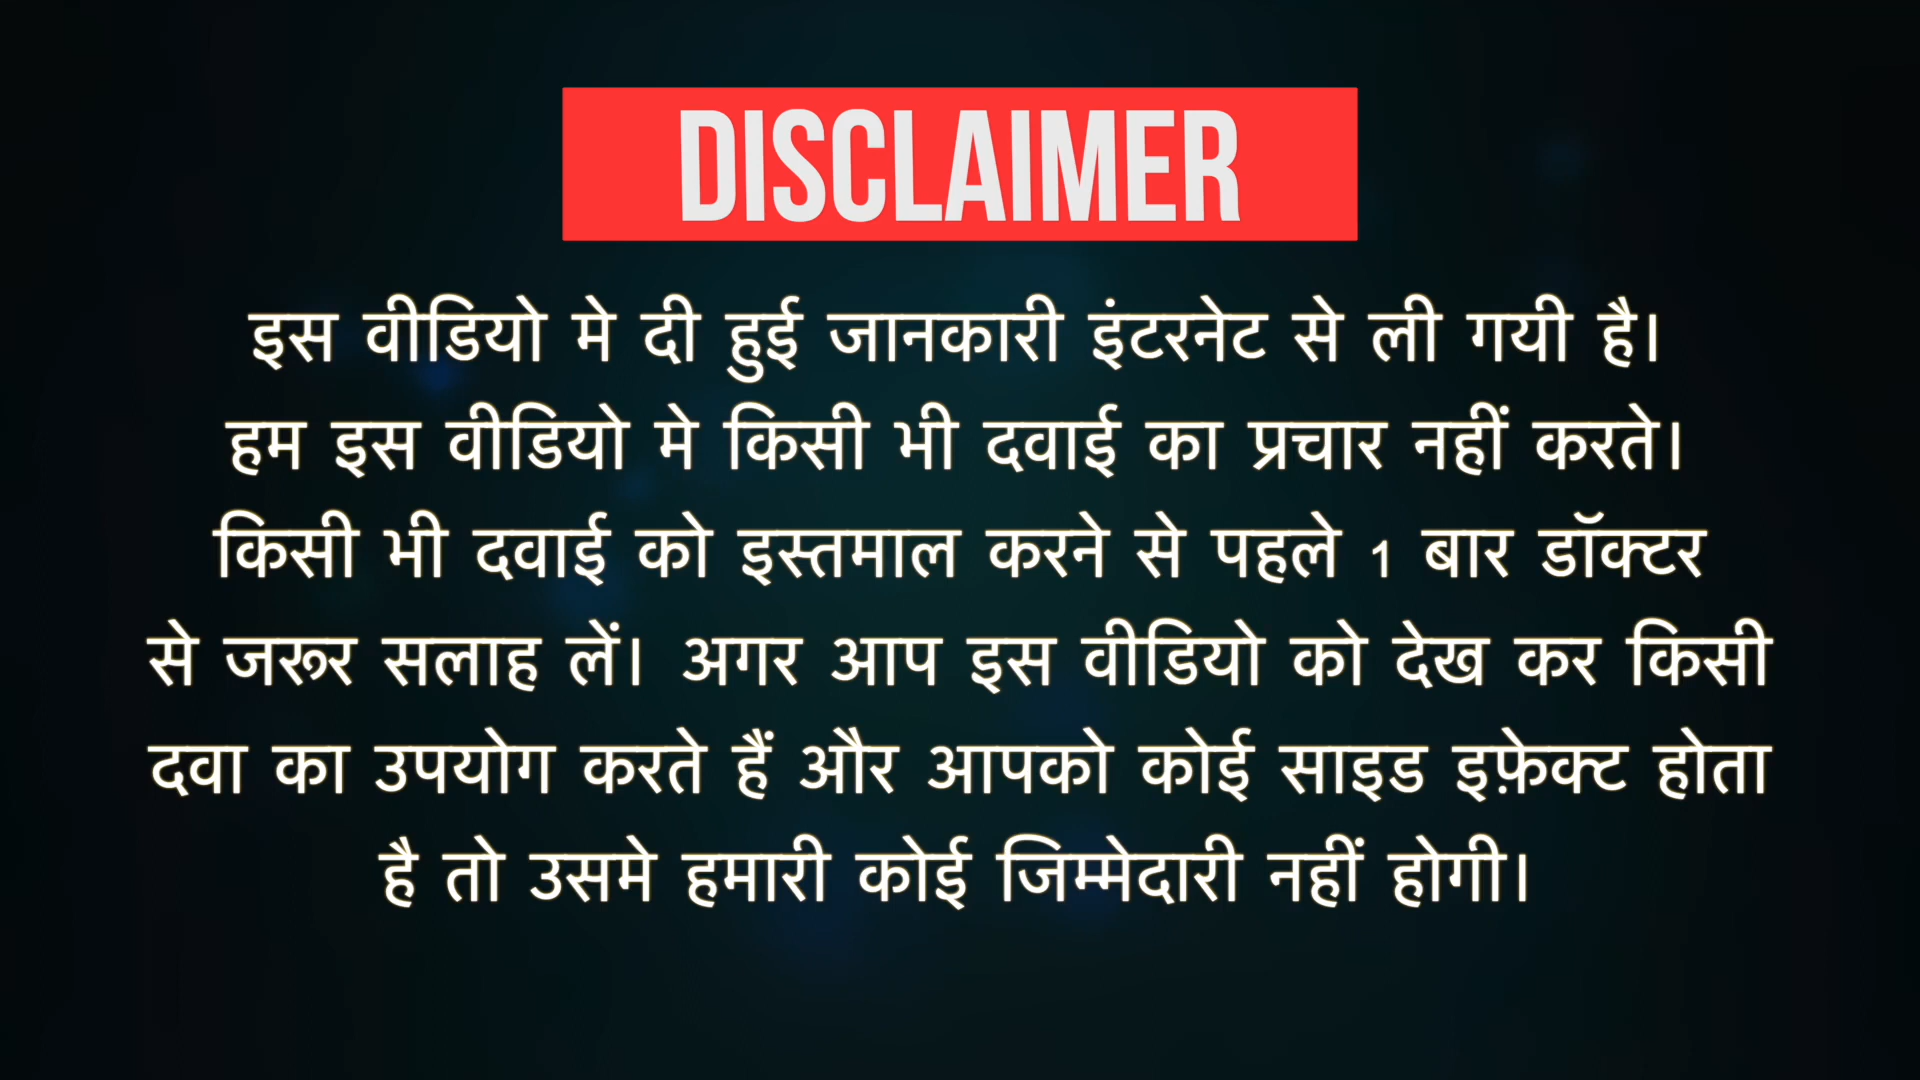 DISCLAIMER
इस वीडियो मे दी हुई जानकारी इंटरनेट से ली गयी है।
हम इस वीडियो मे किसी भी दवाई का प्रचार नहीं करते।
किसी भी दवाई को इस्तमाल करने से पहले 1 बार डॉक्टर
से जरूर सलाह लें। अगर आप इस वीडियो को देख कर किसी
दवा का उपयोग करते हैं और आपको कोई साइड इफ़ेक्ट होता
है तो उसमे हमारी कोई जिम्मेदारी नहीं होगी।